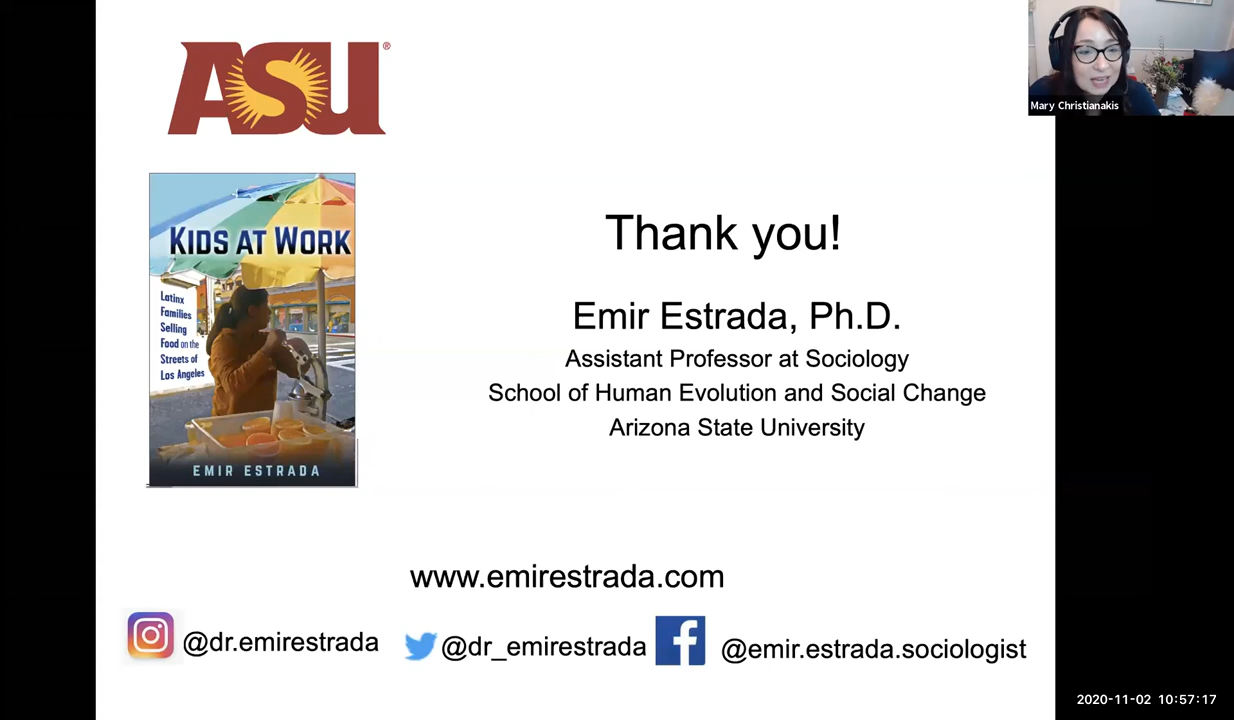 ASU®
Mary Christianakis
KIDS AT WORK
Latinx
Families
Selling
Food on the
Streets of
Los Angeles
EMIR ESTRADA
Thank you!
Emir Estrada, Ph.D.
Assistant Professor at Sociology
School of Human Evolution and Social Change
Arizona State University
www.emirestrada.com
@dr.emirestrada
@dr_emirestrada
@emir.estrada.sociologist
2020-11-02 10:57:17